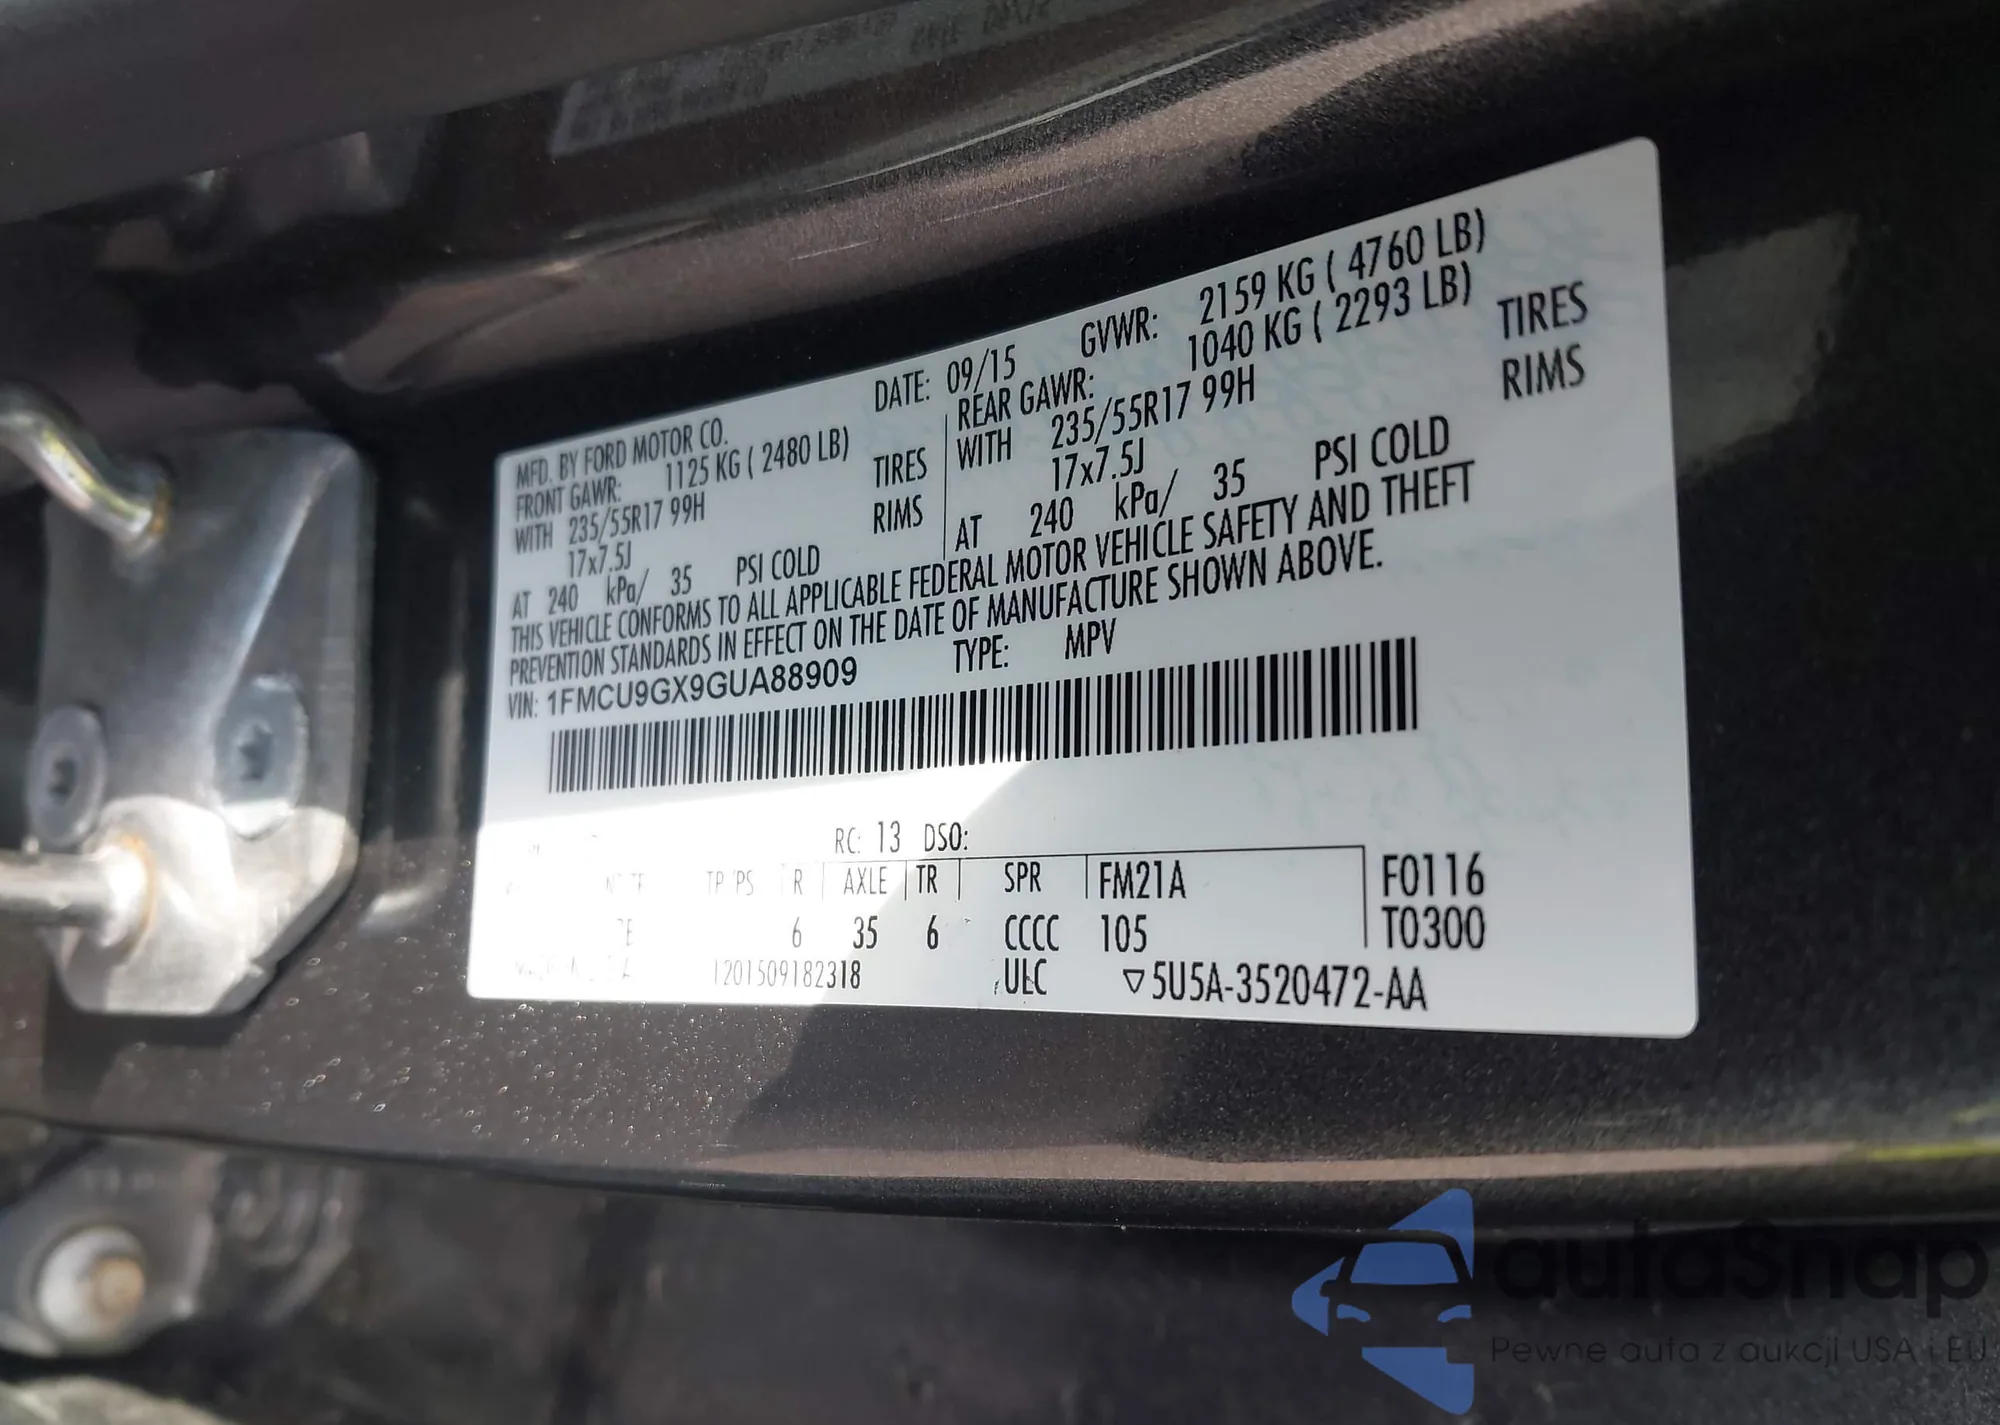 MFD. BY FORD MOTOR CO. DATE: 09/15 GVWR: 2159 KG ( 4760 LB)
FRONT GAWR: 1125 KG ( 2480 LB) REAR GAWR: 1040 KG ( 2293 LB)
WITH 235/55R17 99H TIRES WITH 235/55R17 99H TIRES
17x7.5J RIMS 17x7.5J RIMS
AT 240 kPa/ 35 PSI COLD AT 240 kPa/ 35 PSI COLD
THIS VEHICLE CONFORMS TO ALL APPLICABLE FEDERAL MOTOR VEHICLE SAFETY AND THEFT
PREVENTION STANDARDS IN EFFECT ON THE DATE OF MANUFACTURE SHOWN ABOVE.
VIN: 1FMCU9GX9GUA88909 TYPE: MPV
RC: 13 DSO:
TP/PS R AXLE TR SPR FM21A F0116
6 35 6 CCCC 105 T0300
1201509182318 ULC ▽5U5A-3520472-AA
autaSnap
Pewne auta z aukcji USA i EU